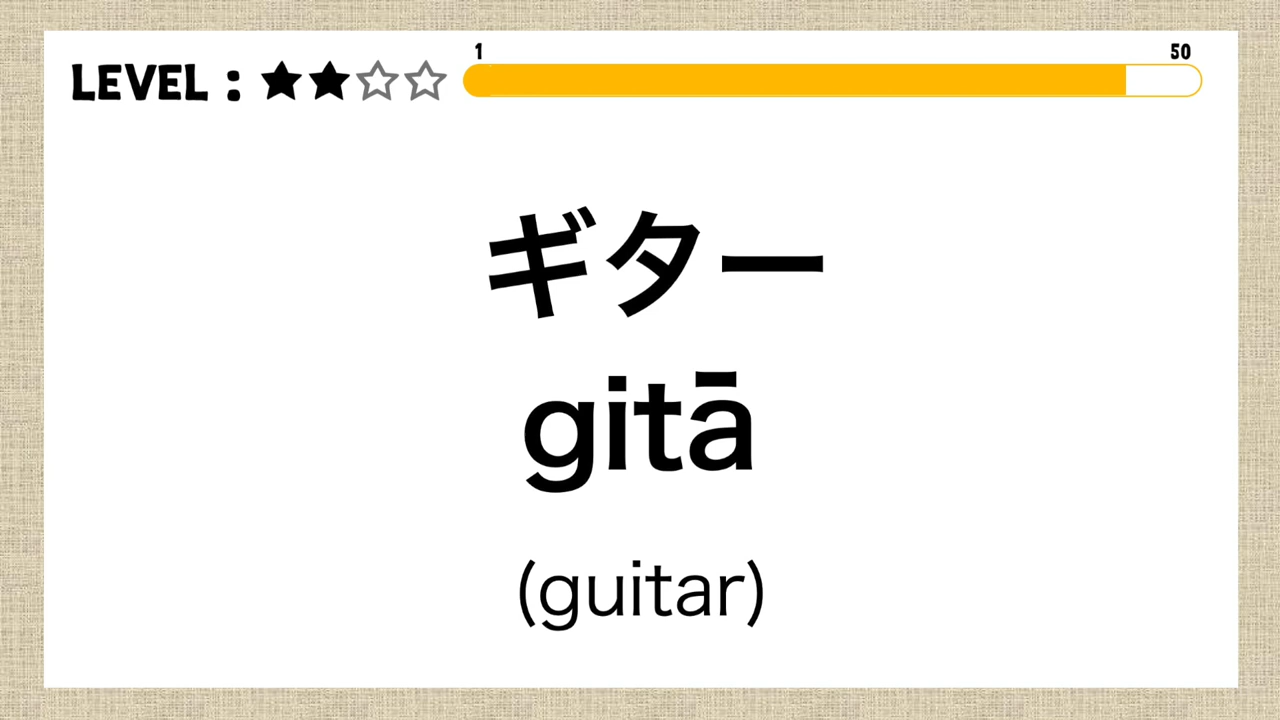 LEVEL : ★★☆☆
1 50
ギター
gitā
(guitar)